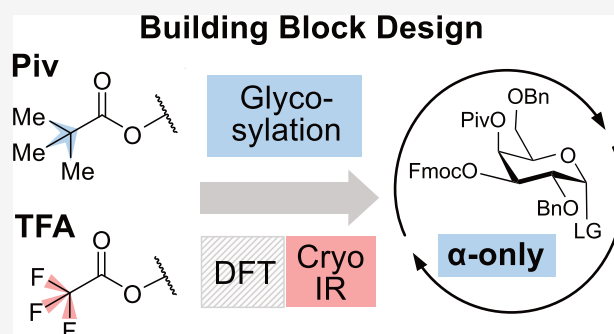 Building Block Design
Piv
O
Me
Me
Me
O
Glyco-
sylation
TFA
O
F
F
F
O
DFT
Cryo
IR
OBn
PivO
O
FmocO
BnO
LG
α-only